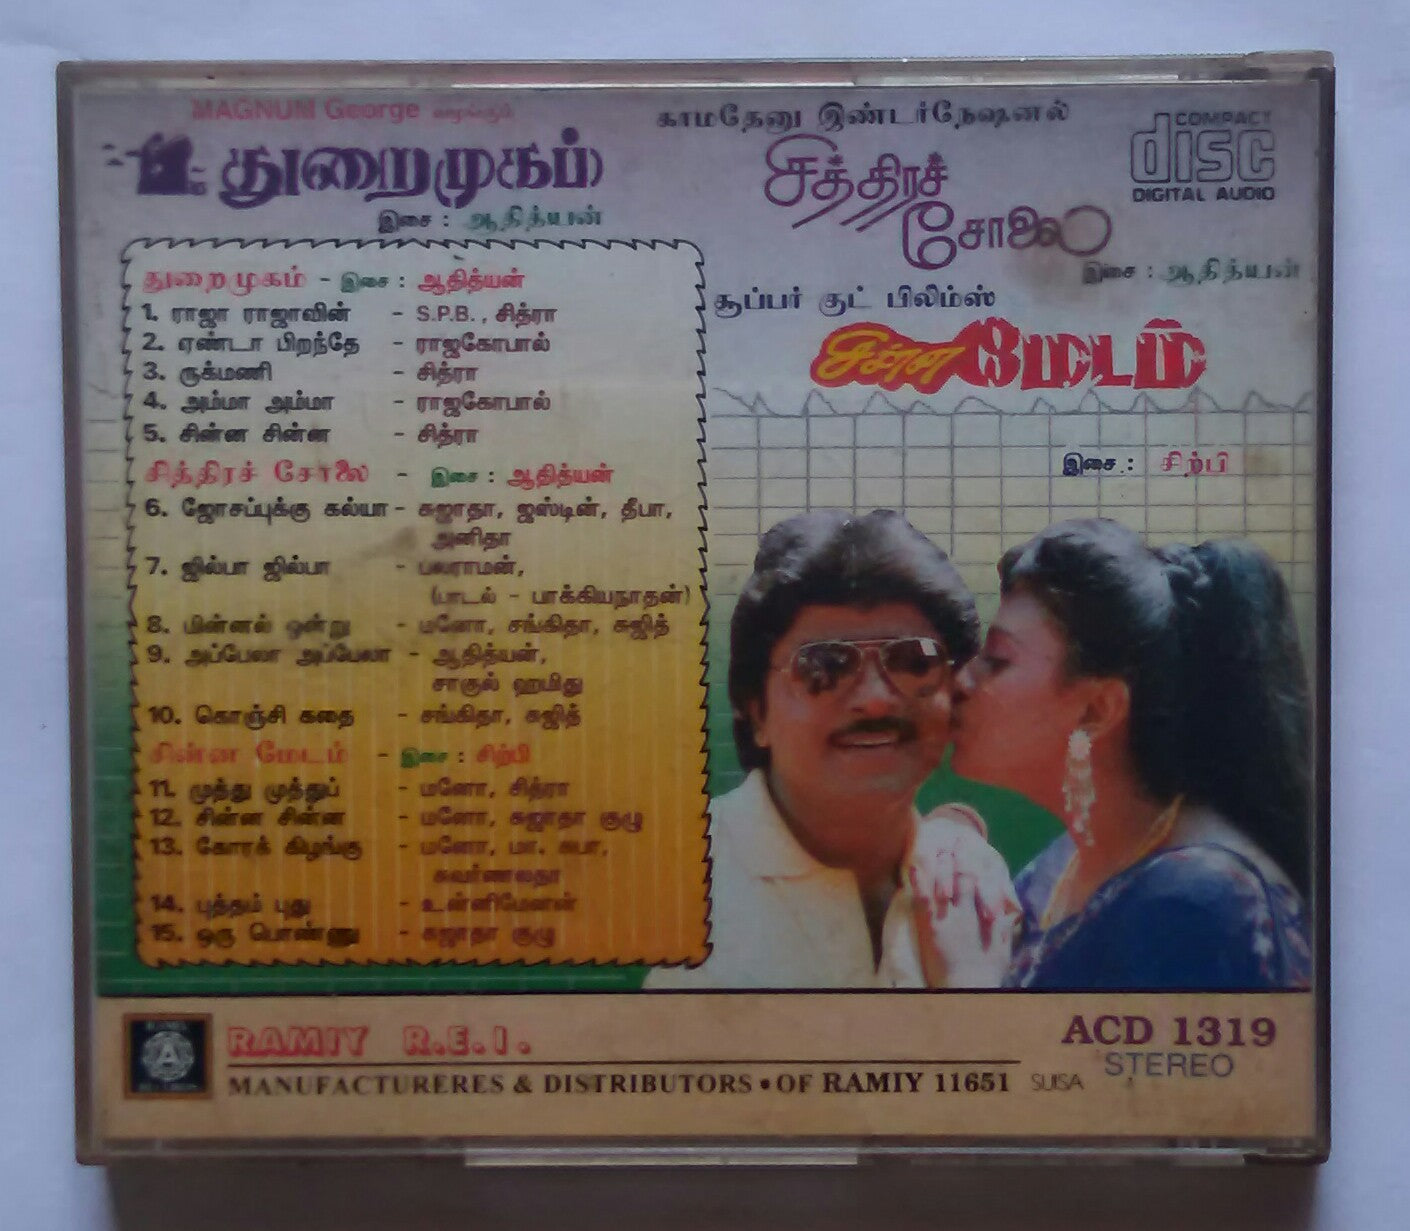 MAGNUM George வழங்கும்
துறைமுகம்
இசை : ஆதித்யன்
காமதேனு இண்டர்நேஷனல்
சித்திரச்
சோலை
இசை : ஆதித்யன்
COMPACT
disc
DIGITAL AUDIO
சூப்பர் குட் பிலிம்ஸ்
சின்ன மேடம்
இசை : சிற்பி
துறைமுகம் - இசை : ஆதித்யன்
1. ராஜா ராஜாவின் - S.P.B., சித்ரா
2. ஏண்டா பிறந்தே - ராஜகோபால்
3. ருக்மணி - சித்ரா
4. அம்மா அம்மா - ராஜகோபால்
5. சின்ன சின்ன - சித்ரா
சித்திரச் சோலை - இசை : ஆதித்யன்
6. ஜோசப்புக்கு கல்யா - சுஜாதா, ஜஸ்டின், தீபா,
அனிதா
7. ஜில்பா ஜில்பா - பலராமன்,
(பாடல் - பாக்கியநாதன்)
8. மின்னல் ஒன்று - மனோ, சங்கிதா, சுஜித்
9. அப்பேலா அப்பேலா - ஆதித்யன்,
சாகுல் ஹமிது
10. கொஞ்சி கதை - சங்கிதா, சுஜித்
சின்ன மேடம் - இசை : சிற்பி
11. முத்து முத்துப் - மனோ, சித்ரா
12. சின்ன சின்ன - மனோ, சுஜாதா குழு
13. கோரக் கிழங்கு - மனோ, மா. சுபா,
சுவர்ணலதா
14. புத்தம் புது - உன்னிமேனன்
15. ஒரு பொண்ணு - சுஜாதா குழு
RAMIY R.E.I.
MANUFACTURERES & DISTRIBUTORS • OF RAMIY 11651 SUISA
ACD 1319
STEREO